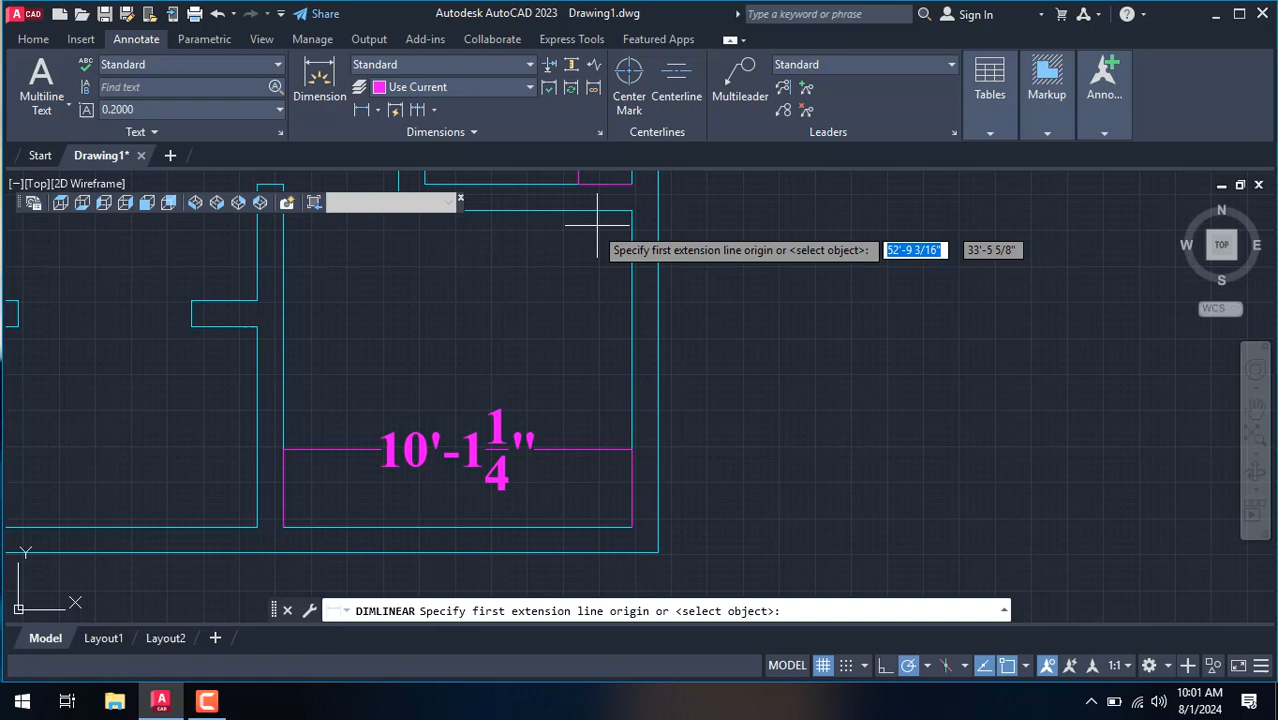 CAD
Share
Autodesk AutoCAD 2023 Drawing1.dwg
Type a keyword or phrase
Sign In
Home Insert Annotate Parametric View Insert Manage Output Add-ins Collaborate Express Tools Featured Apps
Multiline Text
ABC Standard
Find text
0.2000
Text
Dimension
Standard
Use Current
Dimensions
Center Mark
Centerline
Centerlines
Multileader
Standard
Leaders
Tables
Markup
Anno...
Start Drawing1*
[−][Top][2D Wireframe]
N
W TOP E
S
WCS
Specify first extension line origin or <select object>: 52'-9 3/16" 33'-5 5/8"
10'-1 1/4"
Y
X
DIMLINEAR Specify first extension line origin or <select object>:
Model Layout1 Layout2
MODEL 1:1
10:01 AM
8/1/2024